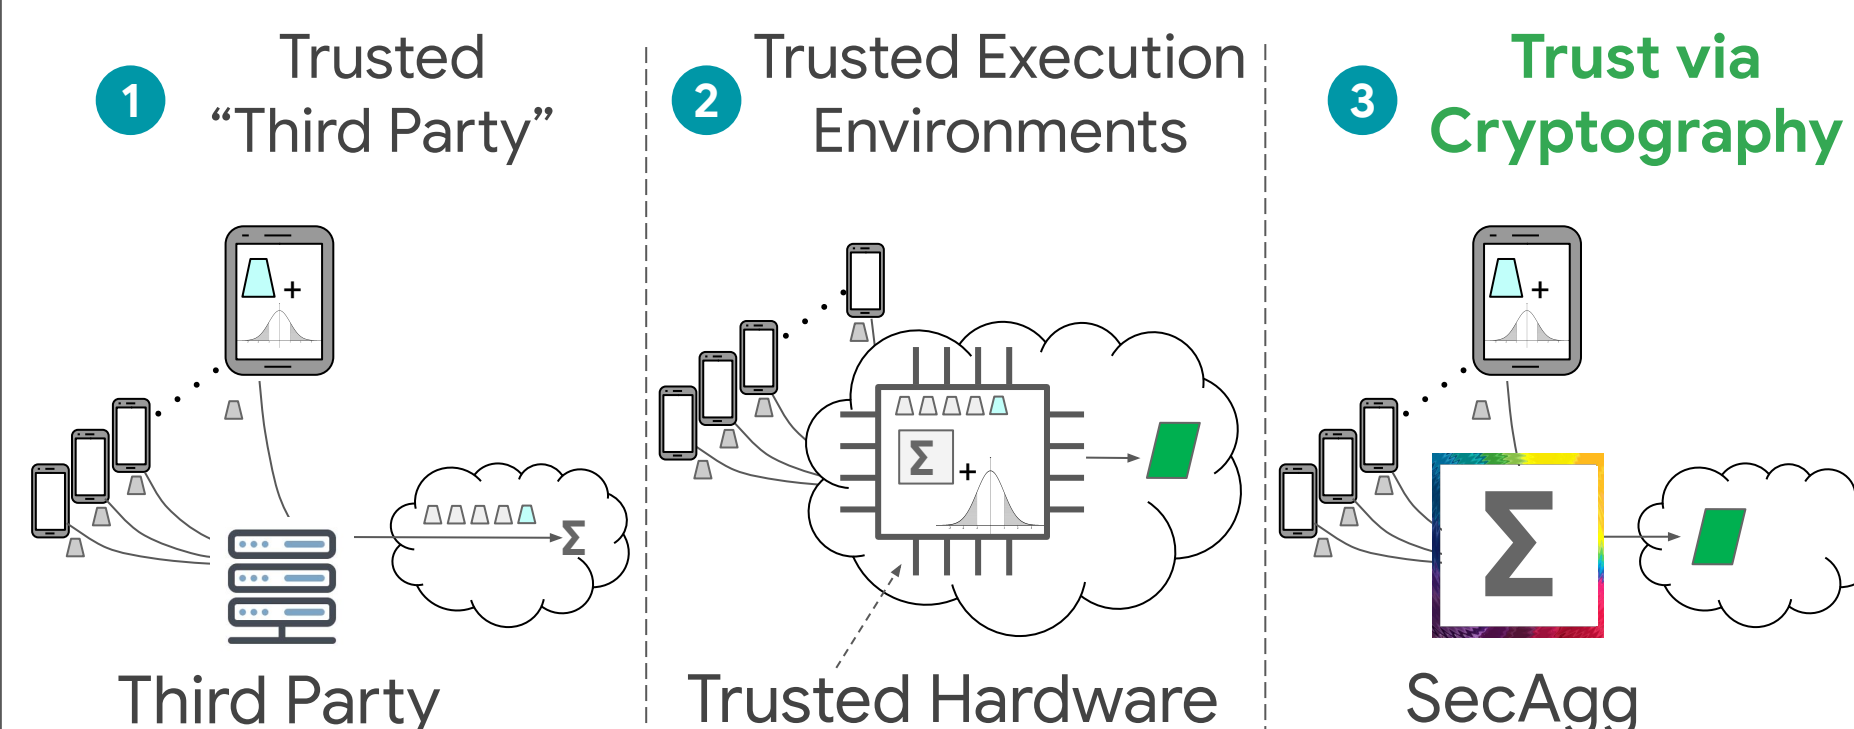 1
Trusted
“Third Party”
+
Σ
Third Party
2
Trusted Execution
Environments
Σ
+
Trusted Hardware
3
Trust via
Cryptography
+
Σ
SecAgg